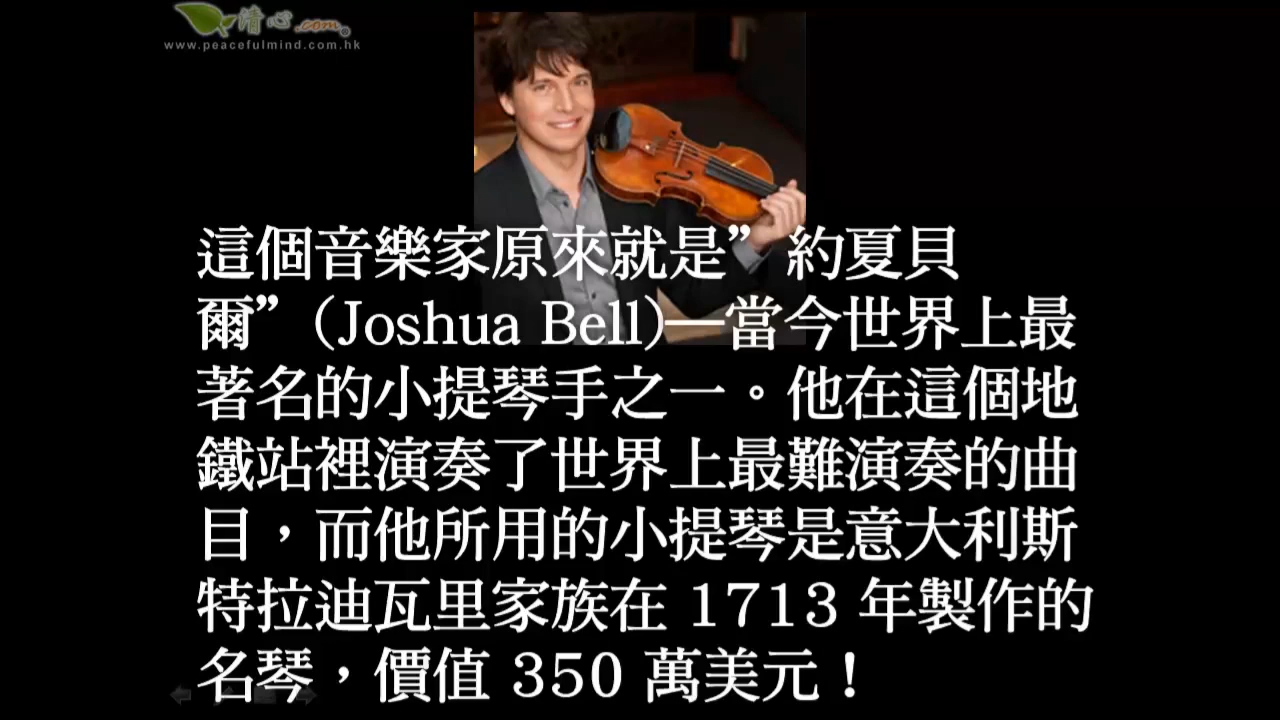 清心.com
www.peacefulmind.com.hk
這個音樂家原來就是”約夏貝
爾”(Joshua Bell)—當今世界上最
著名的小提琴手之一。他在這個地
鐵站裡演奏了世界上最難演奏的曲
目，而他所用的小提琴是意大利斯
特拉迪瓦里家族在 1713 年製作的
名琴，價值 350 萬美元！